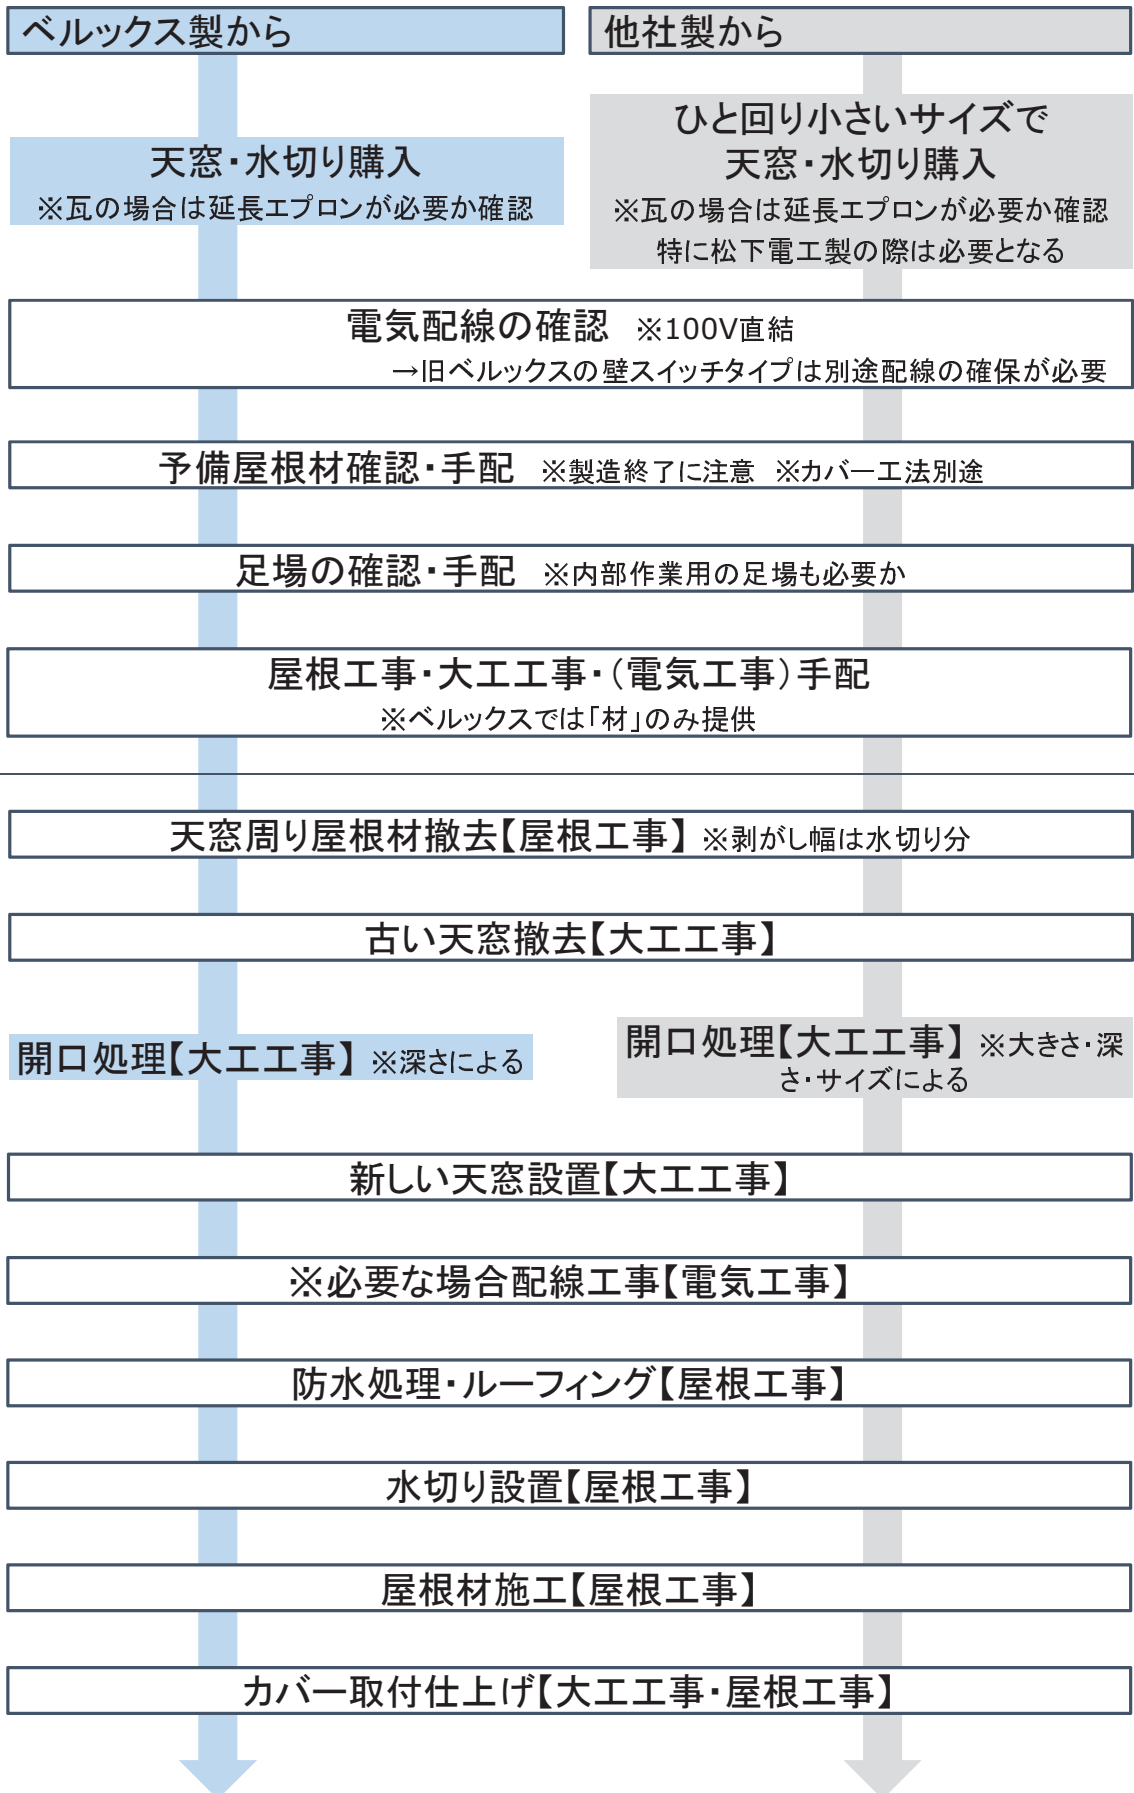 ベルックス製から
他社製から
天窓・水切り購入
※瓦の場合は延長エプロンが必要か確認
ひと回り小さいサイズで
天窓・水切り購入
※瓦の場合は延長エプロンが必要か確認
特に松下電工製の際は必要となる
電気配線の確認 ※100V直結
→旧ベルックスの壁スイッチタイプは別途配線の確保が必要
予備屋根材確認・手配 ※製造終了に注意 ※カバー工法別途
足場の確認・手配 ※内部作業用の足場も必要か
屋根工事・大工工事・(電気工事)手配
※ベルックスでは「材」のみ提供
天窓周り屋根材撤去【屋根工事】 ※剥がし幅は水切り分
古い天窓撤去【大工工事】
開口処理【大工工事】 ※深さによる
開口処理【大工工事】 ※大きさ・深
さ・サイズによる
新しい天窓設置【大工工事】
※必要な場合配線工事【電気工事】
防水処理・ルーフィング【屋根工事】
水切り設置【屋根工事】
屋根材施工【屋根工事】
カバー取付仕上げ【大工工事・屋根工事】